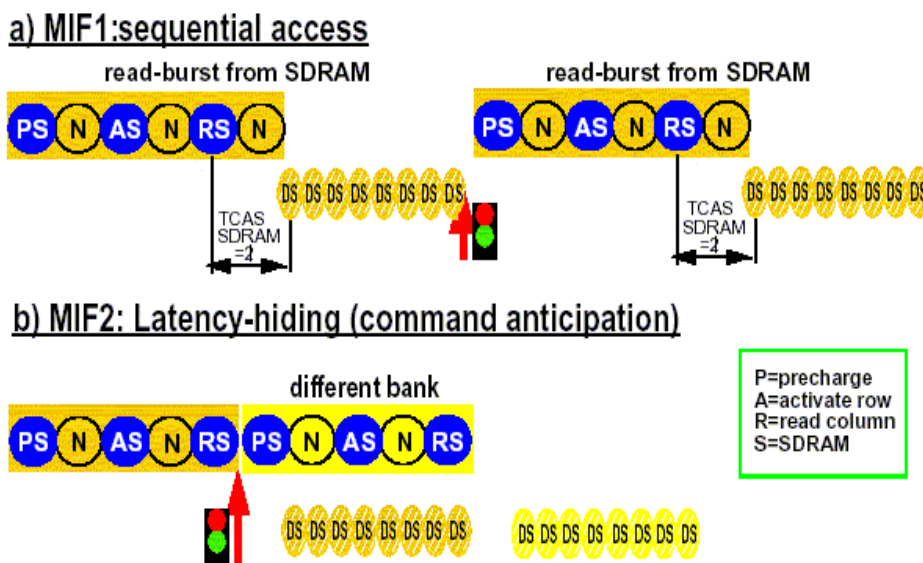 a) MIF1:sequential access
read-burst from SDRAM read-burst from SDRAM
PS N AS N RS N PS N AS N RS N
DS DS DS DS DS DS DS DS DS DS DS DS DS DS DS DS
TCAS TCAS
SDRAM SDRAM
b) MIF2: Latency-hiding (command anticipation)
different bank
P=precharge
A=activate row
R=read column
S=SDRAM
PS N AS N RS PS N AS N RS
DS DS DS DS DS DS DS DS DS DS DS DS DS DS DS DS